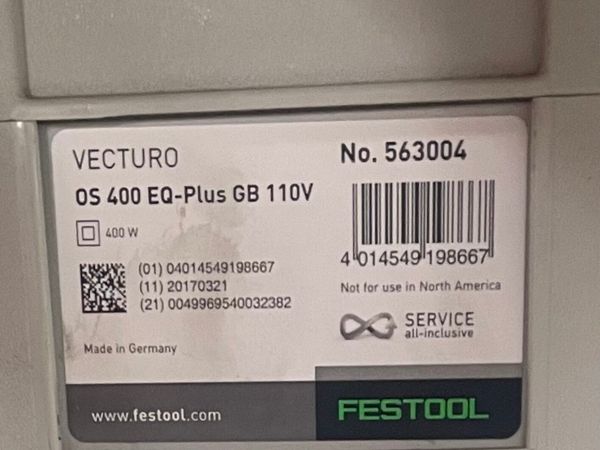 VECTURO
No. 563004
OS 400 EQ-Plus GB 110V
400 W
4 014549 198667
(01) 04014549198667
(11) 20170321
(21) 0049969540032382
Not for use in North America
SERVICE
all-inclusive
Made in Germany
www.festool.com
FESTOOL